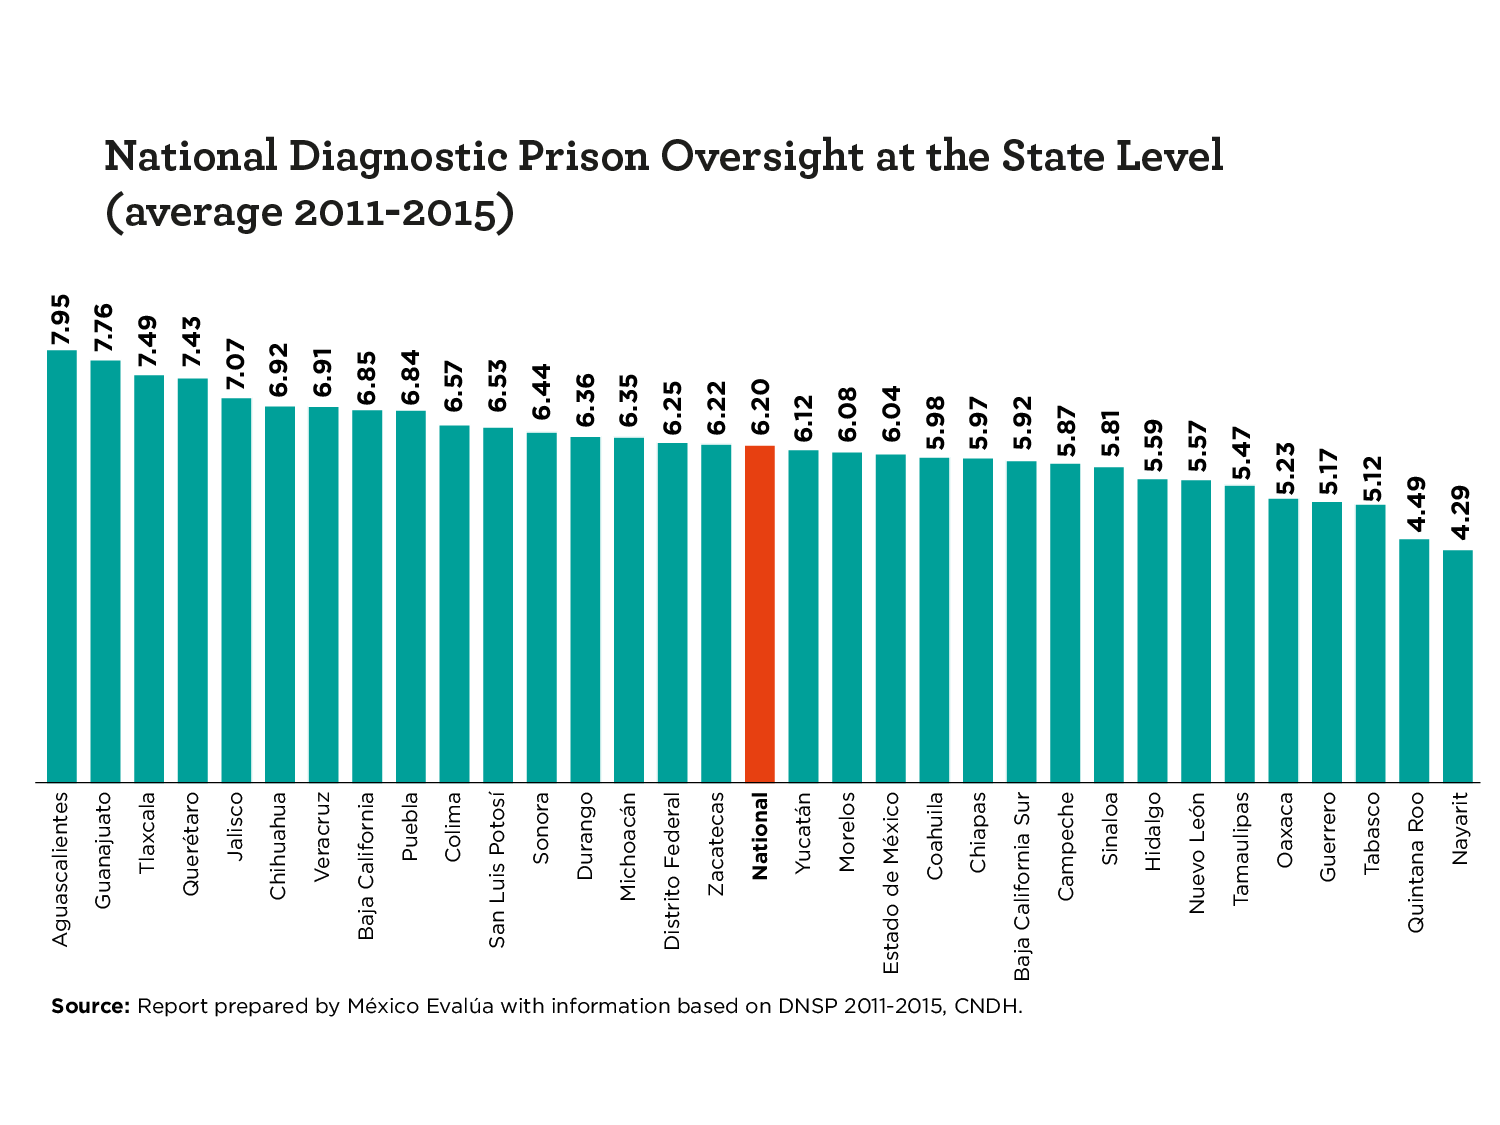 National Diagnostic Prison Oversight at the State Level
(average 2011-2015)
7.95
7.76
7.49
7.43
7.07
6.92
6.91
6.85
6.84
6.57
6.53
6.44
6.36
6.35
6.25
6.22
6.20
6.12
6.08
6.04
5.98
5.97
5.92
5.87
5.81
5.59
5.57
5.47
5.23
5.17
5.12
4.49
4.29
Aguascalientes
Guanajuato
Tlaxcala
Querétaro
Jalisco
Chihuahua
Veracruz
Baja California
Puebla
Colima
San Luis Potosí
Sonora
Durango
Michoacán
Distrito Federal
Zacatecas
National
Yucatán
Morelos
Estado de México
Coahuila
Chiapas
Baja California Sur
Campeche
Sinaloa
Hidalgo
Nuevo León
Tamaulipas
Oaxaca
Guerrero
Tabasco
Quintana Roo
Nayarit
Source: Report prepared by México Evalúa with information based on DNSP 2011-2015, CNDH.